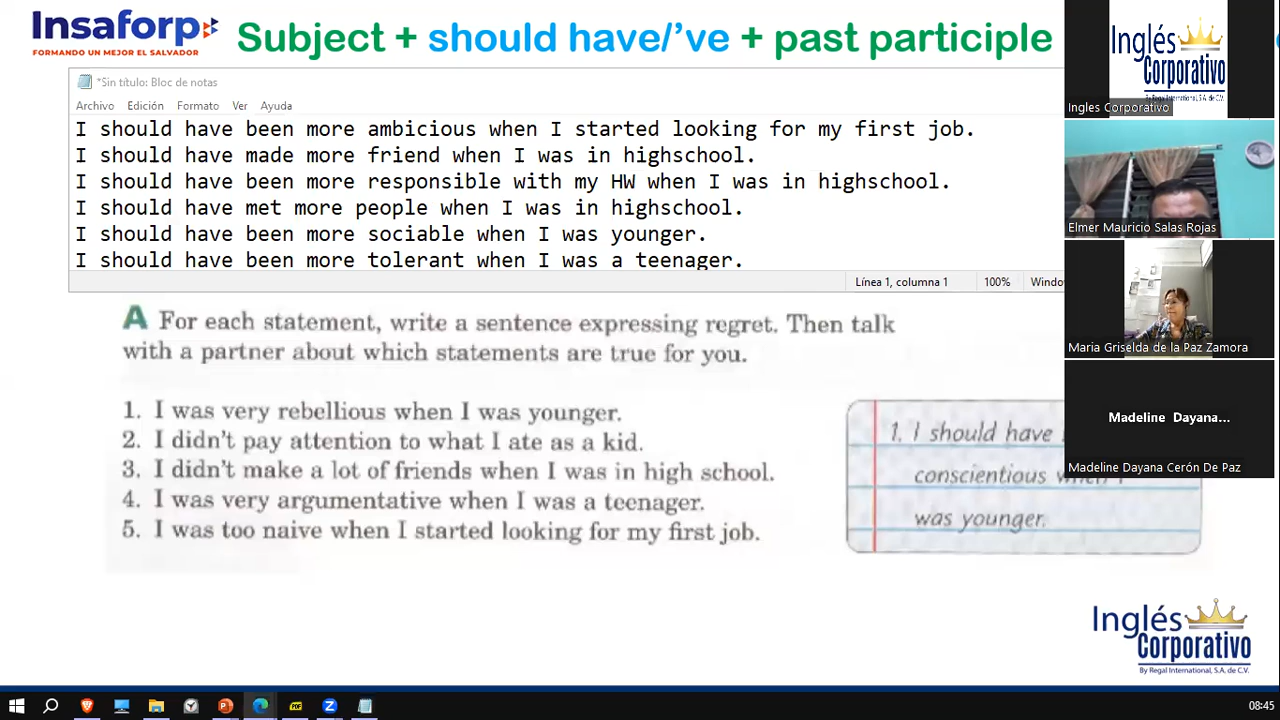 Insaforp
FORMANDO UN MEJOR EL SALVADOR
Subject + should have/'ve + past participle
*Sin título: Bloc de notas
Archivo Edición Formato Ver Ayuda
I should have been more ambicious when I started looking for my first job.
I should have made more friend when I was in highschool.
I should have been more responsible with my HW when I was in highschool.
I should have met more people when I was in highschool.
I should have been more sociable when I was younger.
I should have been more tolerant when I was a teenager.
Línea 1, columna 1 100% Windo
A For each statement, write a sentence expressing regret. Then talk
with a partner about which statements are true for you.
1. I was very rebellious when I was younger.
2. I didn't pay attention to what I ate as a kid.
3. I didn't make a lot of friends when I was in high school.
4. I was very argumentative when I was a teenager.
5. I was too naive when I started looking for my first job.
1. I should have
conscientious when I
was younger.
Inglés
Corporativo
By Regal International, S.A. de C.V.
Ingles Corporativo
Elmer Mauricio Salas Rojas
Maria Griselda de la Paz Zamora
Madeline Dayana...
Madeline Dayana Cerón De Paz
Inglés
Corporativo
By Regal International, S.A. de C.V.
08:45